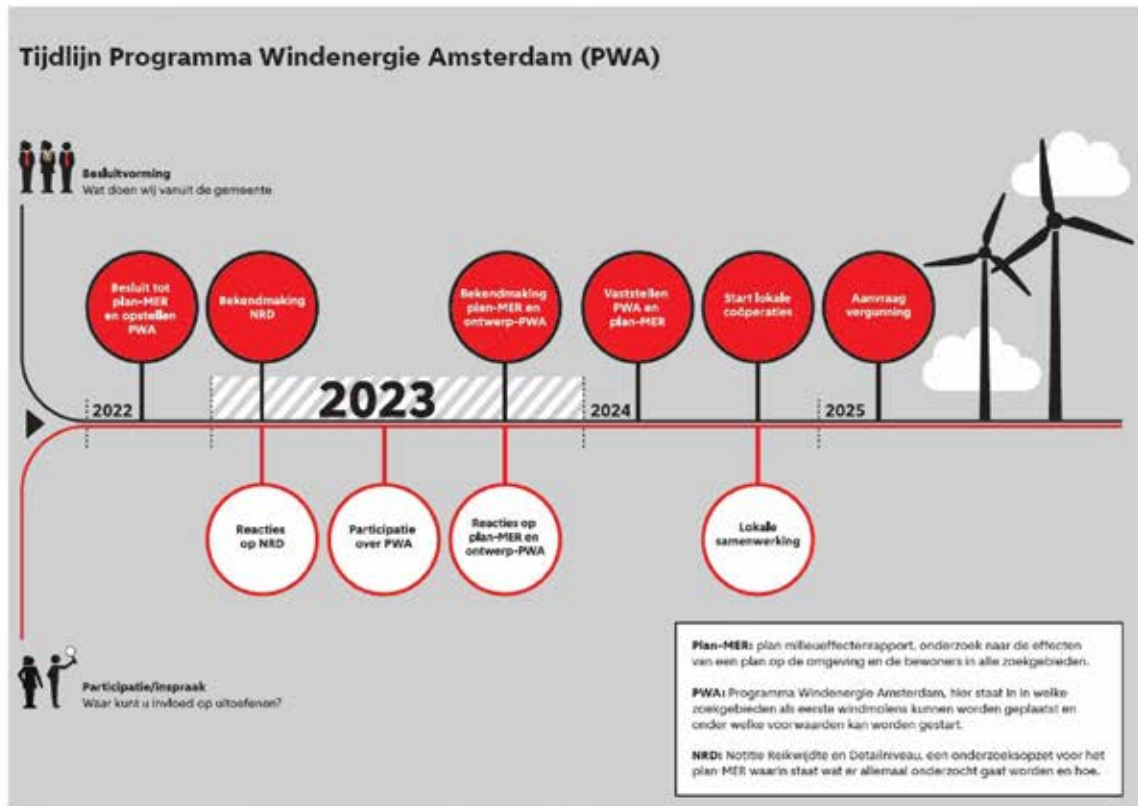 Tijdlijn Programma Windenergie Amsterdam (PWA)
Besluitvorming
Wat doen wij vanuit de gemeente
Besluit tot
plan-MER
en opstellen
PWA
Bekendmaking
NRD
Bekendmaking
plan-MER en
ontwerp-PWA
Vaststellen
PWA en
plan-MER
Start lokale
coöperaties
Aanvraag
vergunning
2022
2023
2024
2025
Reacties
op NRD
Participatie
over PWA
Reacties op
plan-MER en
ontwerp-PWA
Lokale
samenwerking
Participatie/inspraak
Waar kunt u invloed op uitoefenen?
Plan-MER: plan milieueffectenrapport, onderzoek naar de effecten
van een plan op de omgeving en de bewoners in alle zoekgebieden.
PWA: Programma Windenergie Amsterdam, hier staat in in welke
zoekgebieden als eerste windmolens kunnen worden geplaatst en
onder welke voorwaarden kan worden gestart.
NRD: Notitie Reikwijdte en Detailniveau, een onderzoeksopzet voor het
plan-MER waarin staat wat er allemaal onderzocht gaat worden en hoe.